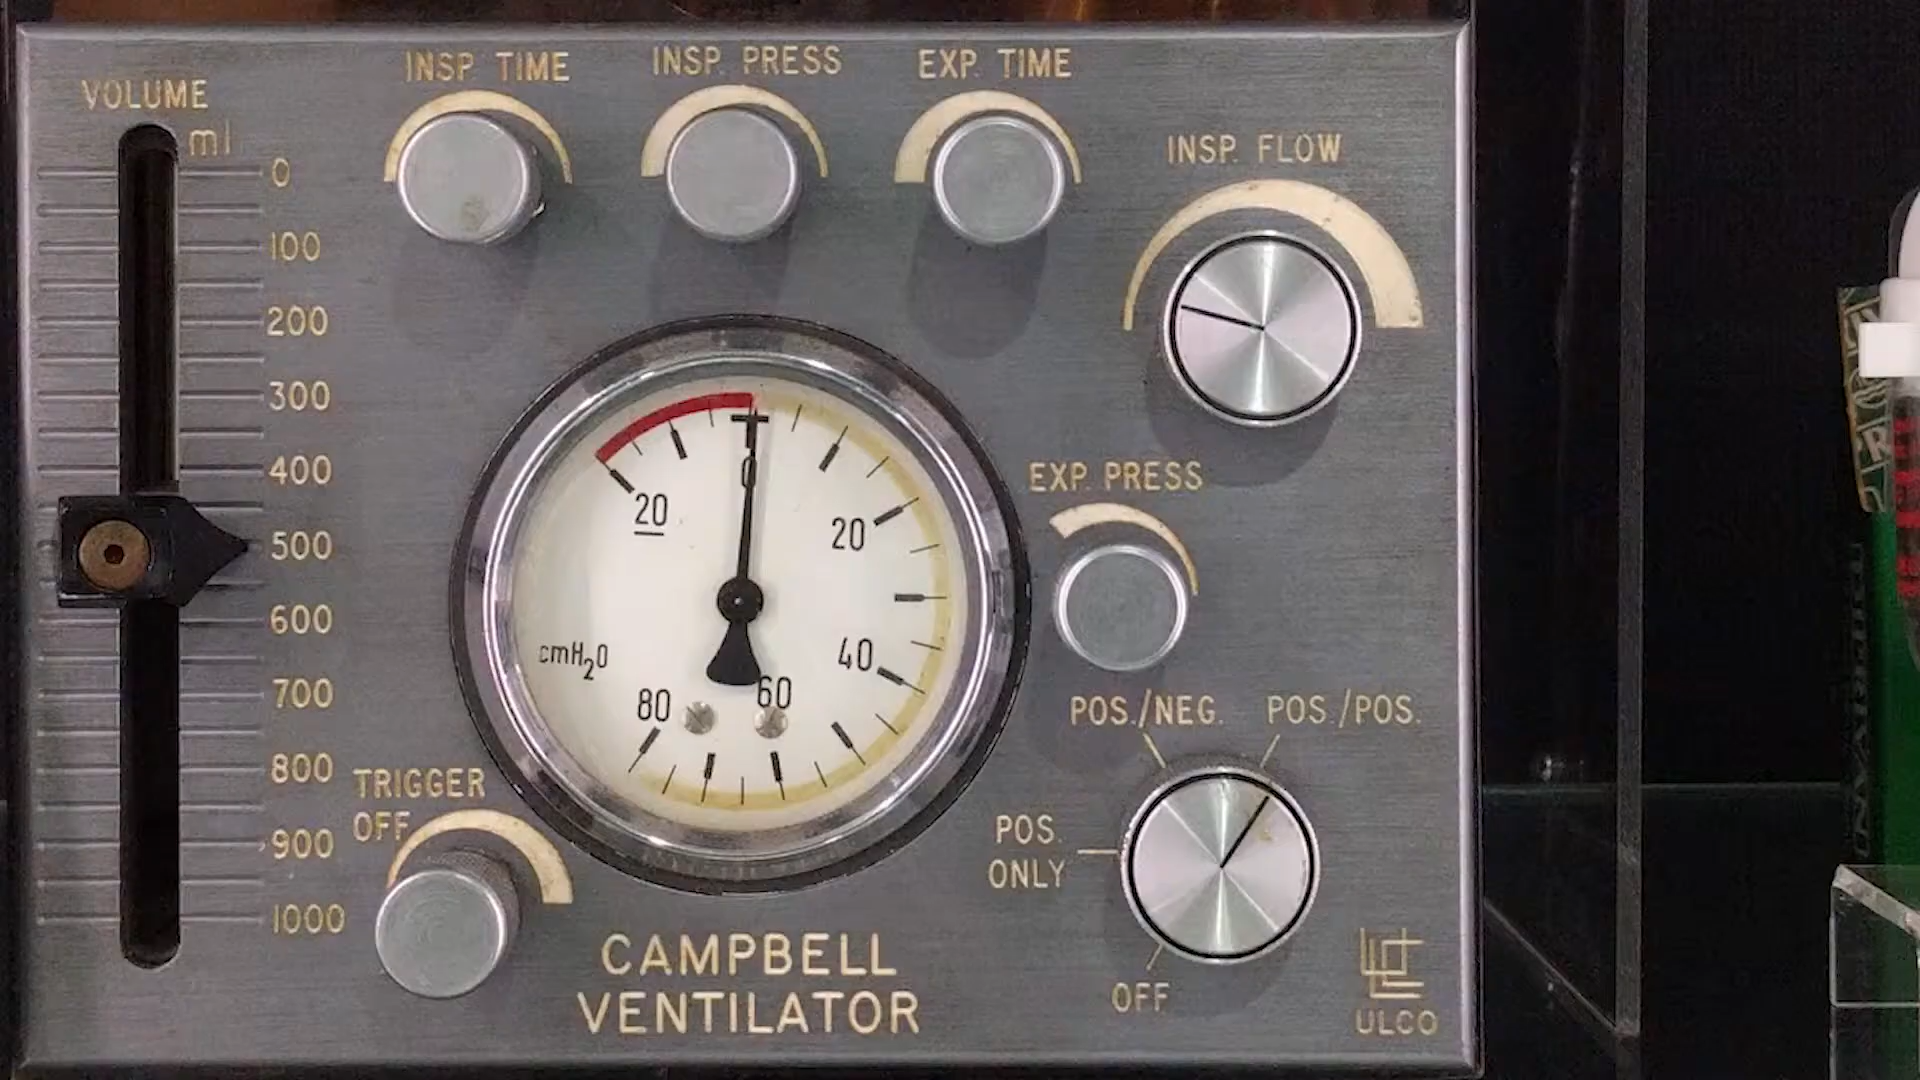 VOLUME
ml
0
100
200
300
400
500
600
700
800
900
1000
INSP. TIME
INSP. PRESS
EXP. TIME
INSP. FLOW
20
0
20
40
60
80
cmH2O
EXP. PRESS
POS./NEG.
POS./POS.
POS.
ONLY
OFF
TRIGGER
OFF
CAMPBELL
VENTILATOR
ULCO